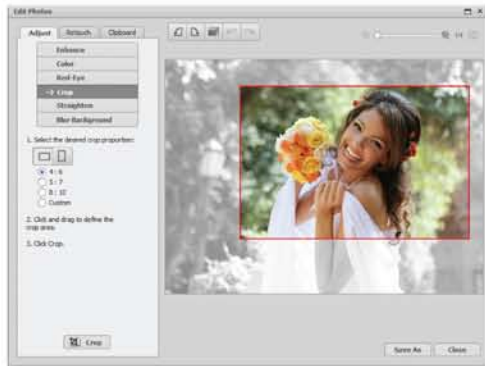 Edit Photos
Adjust Retouch Clipboard
Enhance
Color
Red-Eye
Crop
Straighten
Blur Background
1. Select the desired crop proportion:
4 : 6
5 : 7
8 : 10
Custom
2. Click and drag to define the
crop area.
3. Click Crop.
Crop
Save As Close